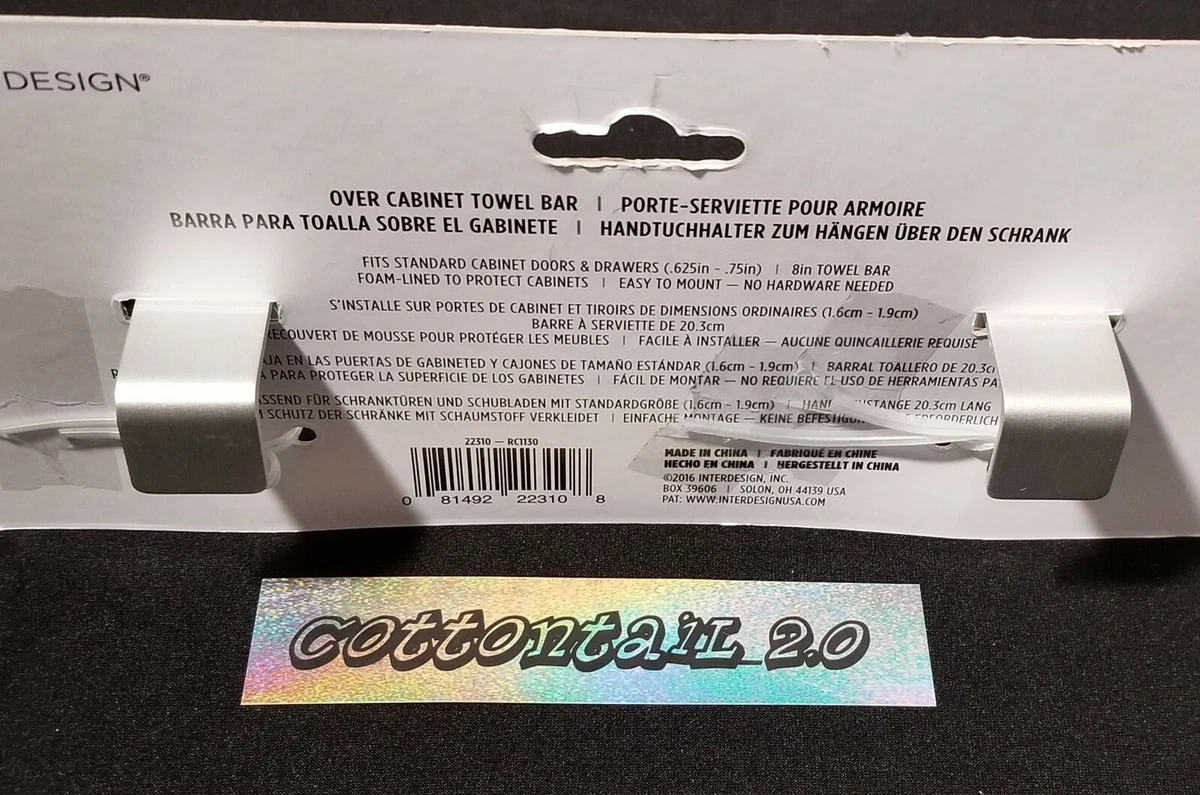 DESIGN®
OVER CABINET TOWEL BAR | PORTE-SERVIETTE POUR ARMOIRE
BARRA PARA TOALLA SOBRE EL GABINETE | HANDTUCHHALTER ZUM HÄNGEN ÜBER DEN SCHRANK
FITS STANDARD CABINET DOORS & DRAWERS (.625in - .75in) | 8in TOWEL BAR
FOAM-LINED TO PROTECT CABINETS | EASY TO MOUNT — NO HARDWARE NEEDED
S'INSTALLE SUR PORTES DE CABINET ET TIROIRS DE DIMENSIONS ORDINAIRES (1.6cm - 1.9cm)
BARRE À SERVIETTE DE 20.3cm
RECOUVERT DE MOUSSE POUR PROTÉGER LES MEUBLES | FACILE À INSTALLER — AUCUNE QUINCAILLERIE REQUISE
EN LAS PUERTAS DE GABINETED Y CAJONES DE TAMAÑO ESTÁNDAR (1.6cm - 1.9cm) BARRAL TOALLERO DE 20.3c
PARA PROTEGER LA SUPERFICIE DE LOS GABINETES | FÁCIL DE MONTAR — NO REQUIERE EL USO DE HERRAMIENTAS PA
ASSEND FÜR SCHRANKTÜREN UND SCHUBLADEN MIT STANDARDGRÖßE (1.6cm - 1.9cm) | HAN STANGE 20.3cm LANG
SCHUTZ DER SCHRÄNKE MIT SCHAUMSTOFF VERKLEIDET | EINFACHE MONTAGE — KEINE BEFESTIGUN ERFORDERLICH
22310 — RC1130
0 81492 22310 8
MADE IN CHINA | FABRIQUÉ EN CHINE
HECHO EN CHINA | HERGESTELLT IN CHINA
©2016 INTERDESIGN, INC.
BOX 39606 | SOLON, OH 44139 USA
PAT: WWW.INTERDESIGNUSA.COM
cottontaiL_2.0